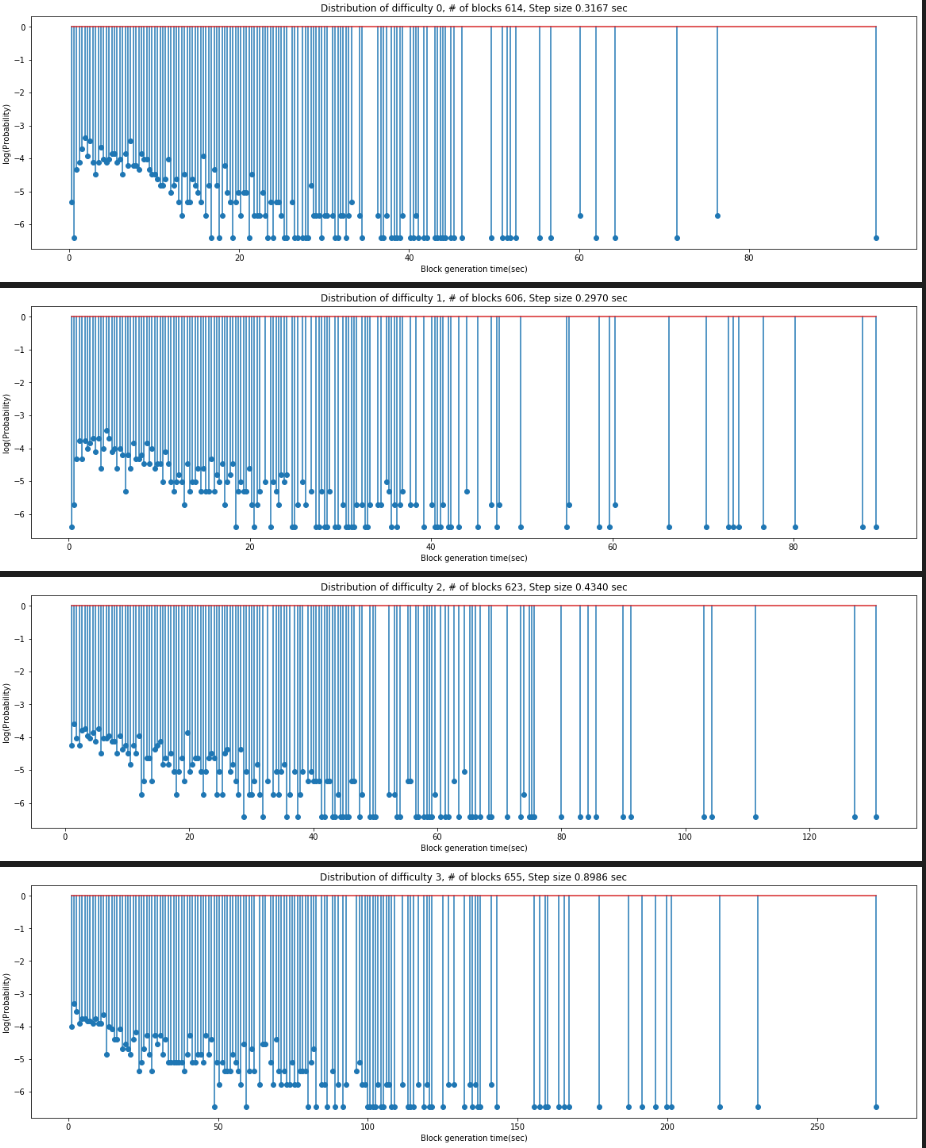 Distribution of difficulty 0, # of blocks 614, Step size 0.3167 sec
0
−1
−2
−3
−4
−5
−6
log(Probability)
0 20 40 60 80
Block generation time(sec)
Distribution of difficulty 1, # of blocks 606, Step size 0.2970 sec
0
−1
−2
−3
−4
−5
−6
log(Probability)
0 20 40 60 80
Block generation time(sec)
Distribution of difficulty 2, # of blocks 623, Step size 0.4340 sec
0
−1
−2
−3
−4
−5
−6
log(Probability)
0 20 40 60 80 100 120
Block generation time(sec)
Distribution of difficulty 3, # of blocks 655, Step size 0.8986 sec
0
−1
−2
−3
−4
−5
−6
log(Probability)
0 50 100 150 200 250
Block generation time(sec)